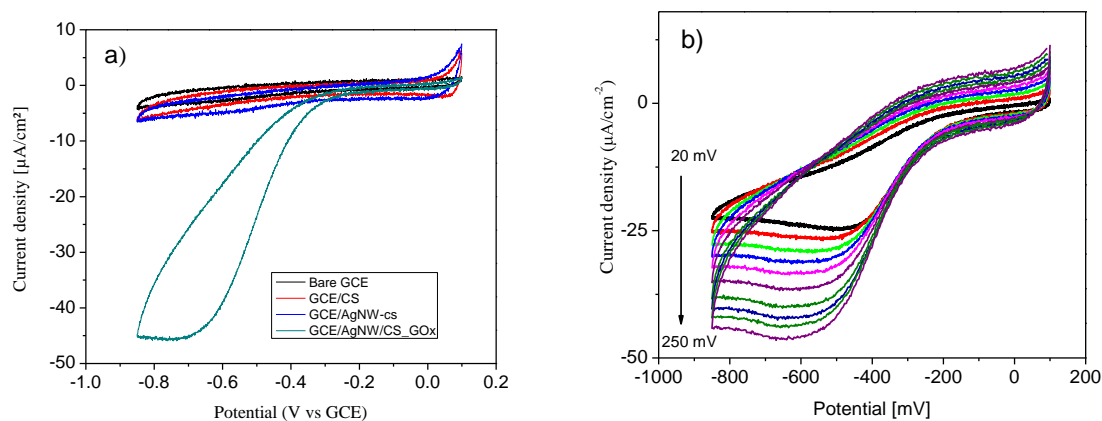 a)
Current density [µA/cm²]
10
0
-10
-20
-30
-40
-50
Bare GCE
GCE/CS
GCE/AgNW-cs
GCE/AgNW/CS_GOx
-1.0 -0.8 -0.6 -0.4 -0.2 0.0 0.2
Potential (V vs GCE)
b)
Current density (µA/cm⁻²)
0
-25
-50
20 mV
250 mV
-1000 -800 -600 -400 -200 0 200
Potential [mV]